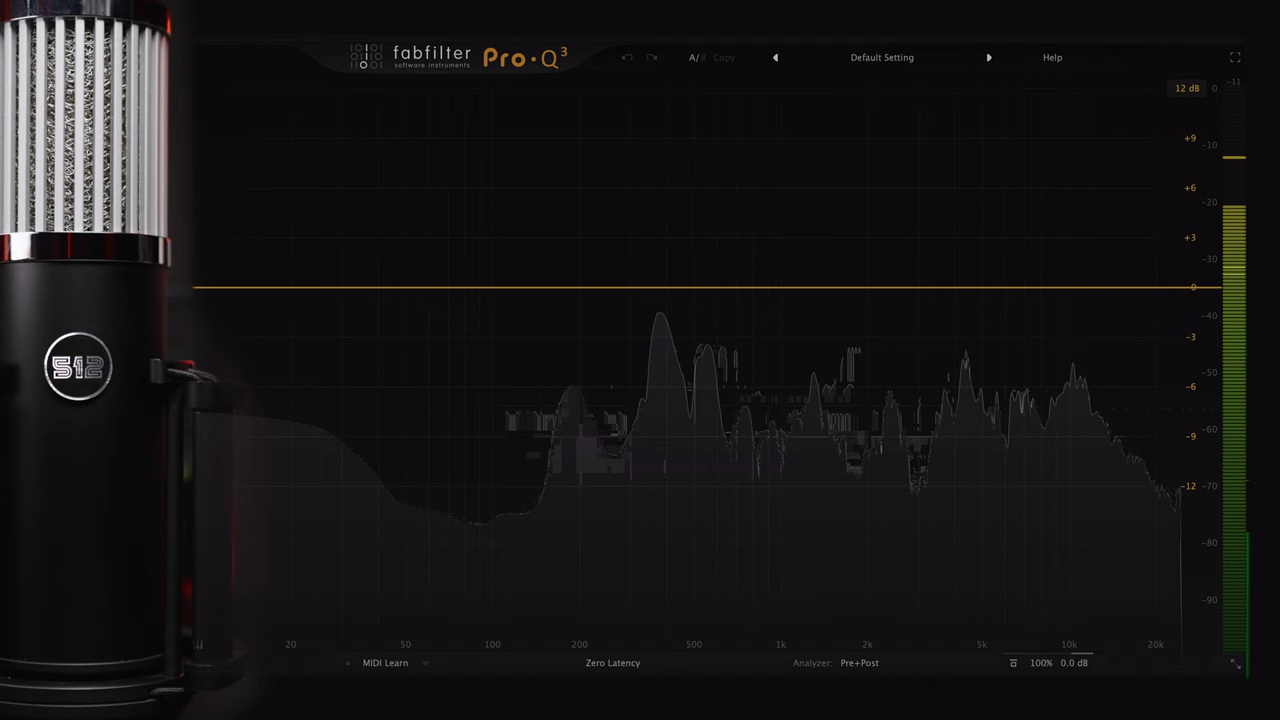 fabfilter Pro·Q3
software instruments
A/B Copy
Default Setting
Help
-11
12 dB 0
+9 -10
+6 -20
+3 -30
0 -40
-3 -50
-6 -60
-9 -70
-12 -80
-90
20 50 100 200 500 1k 2k 5k 10k 20k
MIDI Learn
Zero Latency
Analyzer: Pre+Post
100% 0.0 dB
512